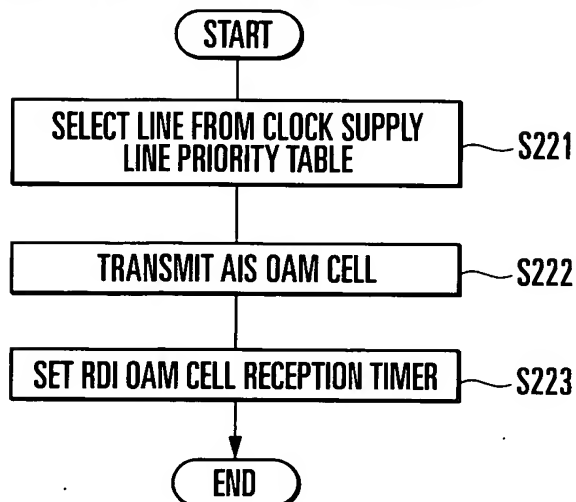 START
SELECT LINE FROM CLOCK SUPPLY
LINE PRIORITY TABLE
S221
TRANSMIT AIS OAM CELL
S222
SET RDI OAM CELL RECEPTION TIMER
S223
END